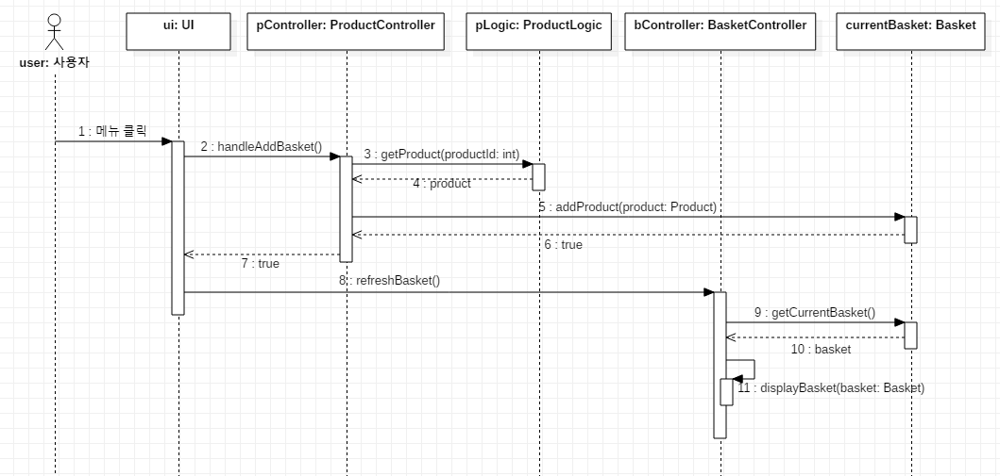 ui: UI
pController: ProductController
pLogic: ProductLogic
bController: BasketController
currentBasket: Basket
user: 사용자
1 : 메뉴 클릭
2 : handleAddBasket()
3 : getProduct(productId: int)
4 : product
5 : addProduct(product: Product)
6 : true
7 : true
8 : refreshBasket()
9 : getCurrentBasket()
10 : basket
11 : displayBasket(basket: Basket)